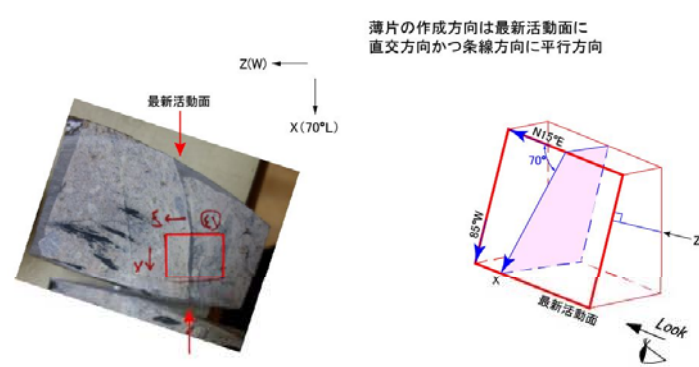 薄片の作成方向は最新活動面に
直交方向かつ条線方向に平行方向
Z(W)
最新活動面
X(70°L)
N15°E
70°
85°W
Z
X
最新活動面
Look